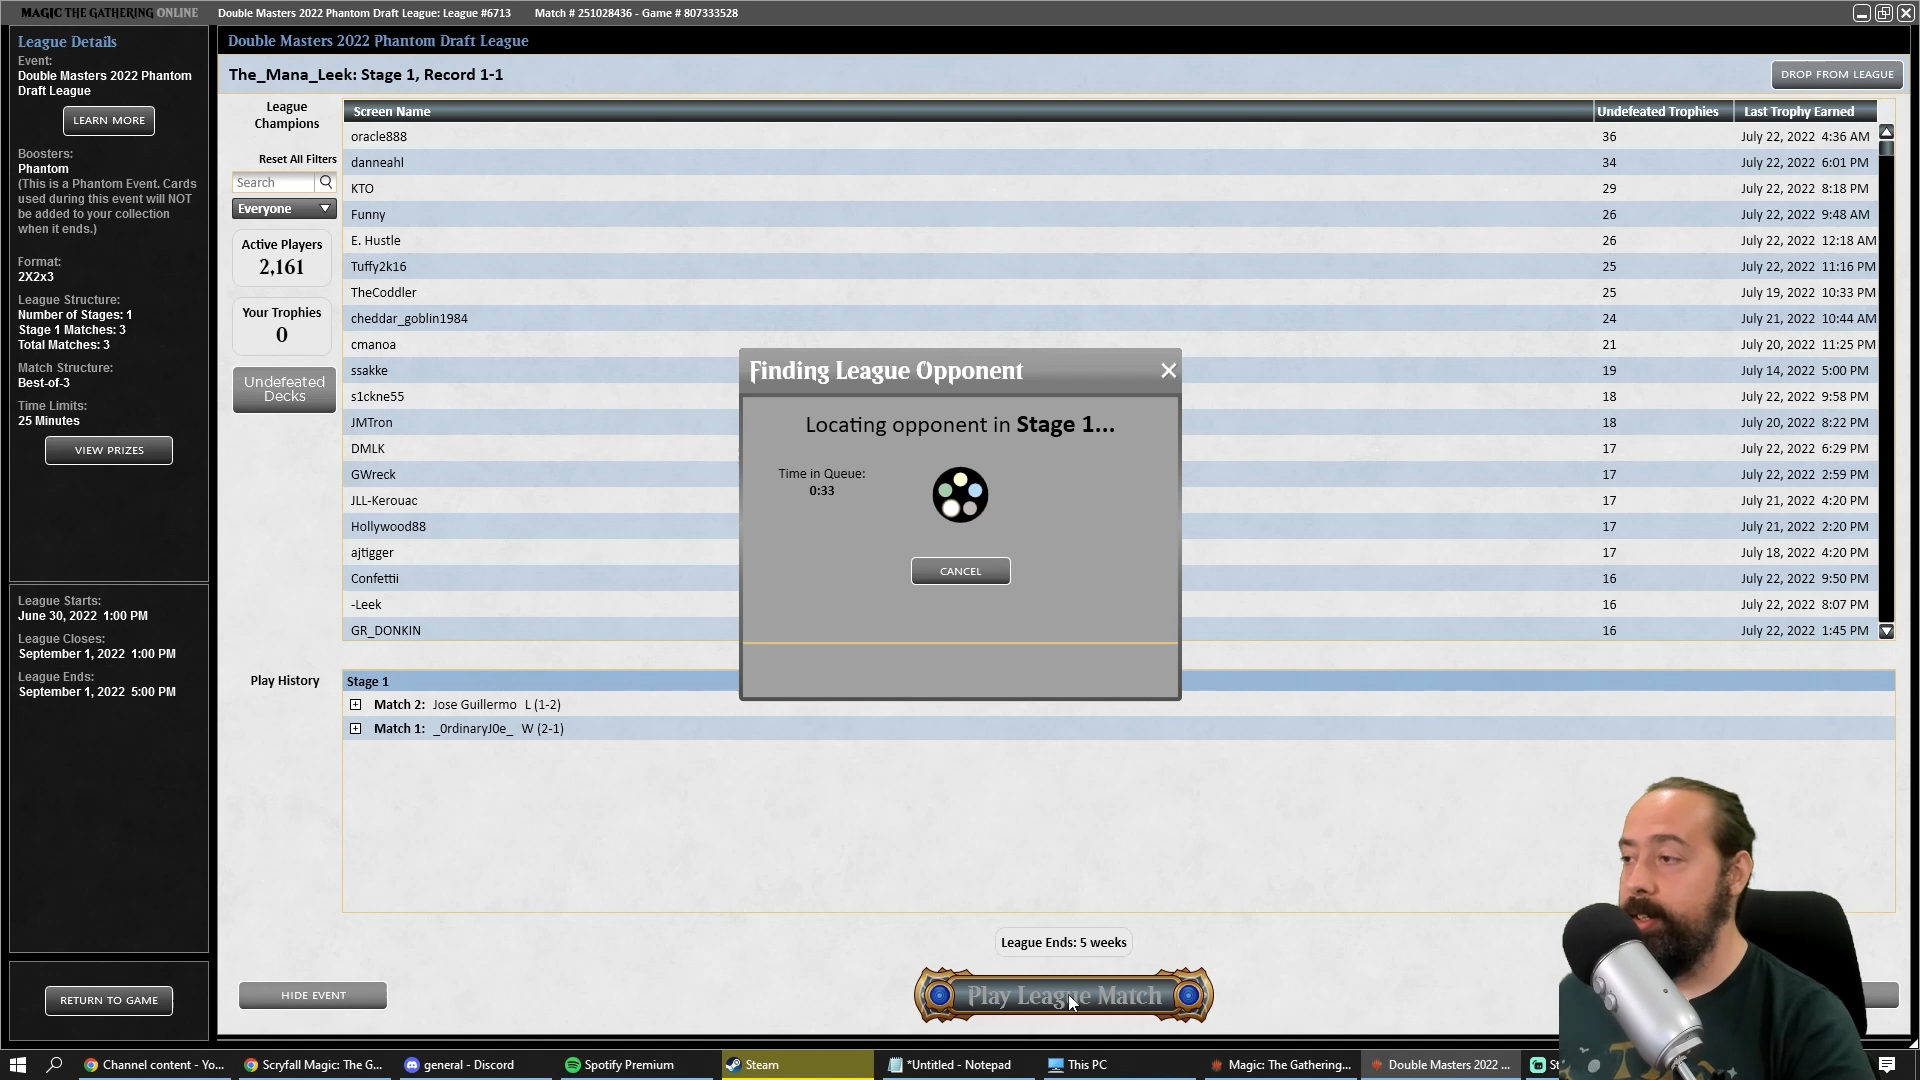 MAGIC THE GATHERING ONLINE
Double Masters 2022 Phantom Draft League: League #6713
Match # 251028436 - Game # 807333528
League Details
Event:
Double Masters 2022 Phantom
Draft League
LEARN MORE
Boosters:
Phantom
(This is a Phantom Event. Cards
used during this event will NOT
be added to your collection
when it ends.)
Format:
2X2x3
League Structure:
Number of Stages: 1
Stage 1 Matches: 3
Total Matches: 3
Match Structure:
Best-of-3
Time Limits:
25 Minutes
VIEW PRIZES
League Starts:
June 30, 2022 1:00 PM
League Closes:
September 1, 2022 1:00 PM
League Ends:
September 1, 2022 5:00 PM
RETURN TO GAME
Double Masters 2022 Phantom Draft League
The_Mana_Leek: Stage 1, Record 1-1
DROP FROM LEAGUE
League
Champions
Reset All Filters
Search
Everyone
Active Players
2,161
Your Trophies
0
Undefeated
Decks
Screen Name Undefeated Trophies Last Trophy Earned
oracle888 36 July 22, 2022 4:36 AM
danneahl 34 July 22, 2022 6:01 PM
KTO 29 July 22, 2022 8:18 PM
Funny 26 July 22, 2022 9:48 AM
E. Hustle 26 July 22, 2022 12:18 AM
Tuffy2k16 25 July 22, 2022 11:16 PM
TheCoddler 25 July 19, 2022 10:33 PM
cheddar_goblin1984 24 July 21, 2022 10:44 AM
cmanoa 21 July 20, 2022 11:25 PM
ssakke 19 July 14, 2022 5:00 PM
s1ckne55 18 July 22, 2022 9:58 PM
JMTron 18 July 20, 2022 8:22 PM
DMLK 17 July 22, 2022 6:29 PM
GWreck 17 July 22, 2022 2:59 PM
JLL-Kerouac 17 July 21, 2022 4:20 PM
Hollywood88 17 July 21, 2022 2:20 PM
ajtigger 17 July 18, 2022 4:20 PM
Confettii 16 July 22, 2022 9:50 PM
-Leek 16 July 22, 2022 8:07 PM
GR_DONKIN 16 July 22, 2022 1:45 PM
Finding League Opponent
Locating opponent in Stage 1...
Time in Queue:
0:33
CANCEL
Play History
Stage 1
Match 2: Jose Guillermo L (1-2)
Match 1: _0rdinaryJ0e_ W (2-1)
League Ends: 5 weeks
HIDE EVENT
Play League Match
Channel content - Yo...
Scryfall Magic: The G...
general - Discord
Spotify Premium
Steam
*Untitled - Notepad
This PC
Magic: The Gathering...
Double Masters 2022 ...
St